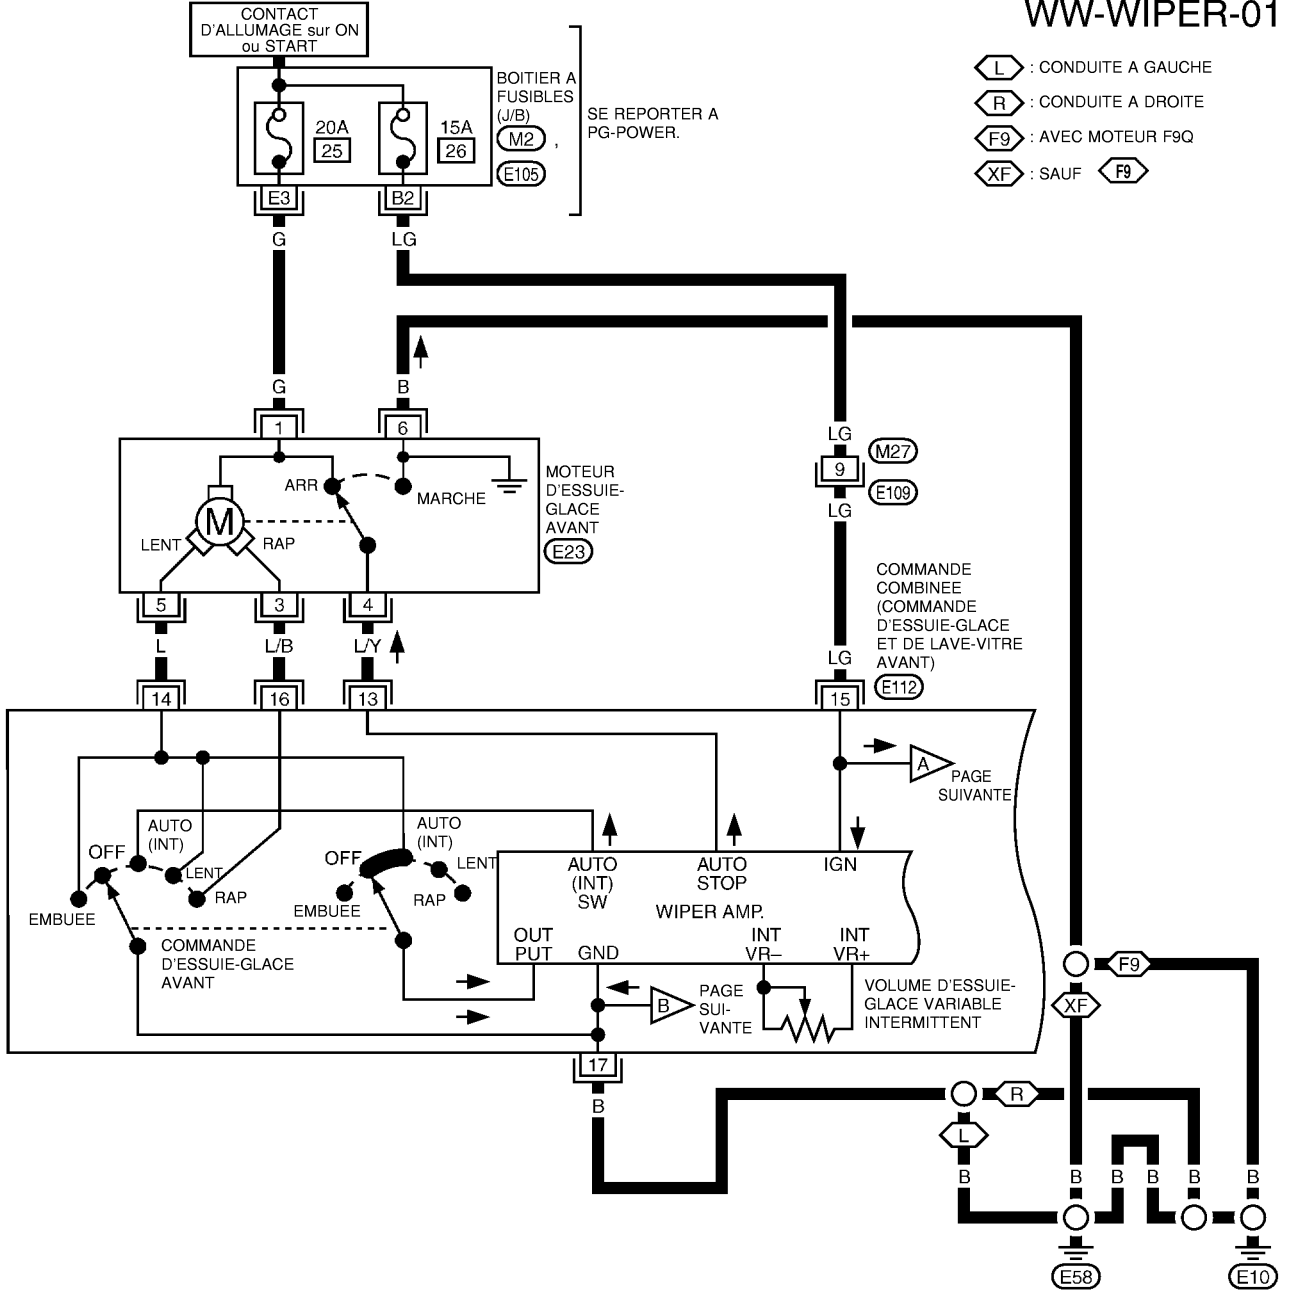 WW-WIPER-01
CONTACT
D'ALLUMAGE sur ON
ou START
L : CONDUITE A GAUCHE
R : CONDUITE A DROITE
F9 : AVEC MOTEUR F9Q
XF : SAUF F9
BOITIER A
FUSIBLES
(J/B)
M2 ,
E105
SE REPORTER A
PG-POWER.
20A
25
15A
26
E3
B2
G
LG
G
B
1
6
LG
M27
9
E109
LG
ARR
MARCHE
M
LENT
RAP
MOTEUR
D'ESSUIE-
GLACE
AVANT
E23
5
3
4
L
L/B
L/Y
LG
COMMANDE
COMBINEE
(COMMANDE
D'ESSUIE-GLACE
ET DE LAVE-VITRE
AVANT)
E112
14
16
13
15
A
PAGE
SUIVANTE
OFF
AUTO
(INT)
LENT
RAP
EMBUEE
OFF
AUTO
(INT)
LENT
RAP
EMBUEE
COMMANDE
D'ESSUIE-GLACE
AVANT
AUTO
(INT)
SW
AUTO
STOP
IGN
WIPER AMP.
OUT
PUT
GND
INT
VR–
INT
VR+
B
PAGE
SUI-
VANTE
VOLUME D'ESSUIE-
GLACE VARIABLE
INTERMITTENT
F9
XF
17
B
R
L
B
B
B
B
B
B
E58
E10